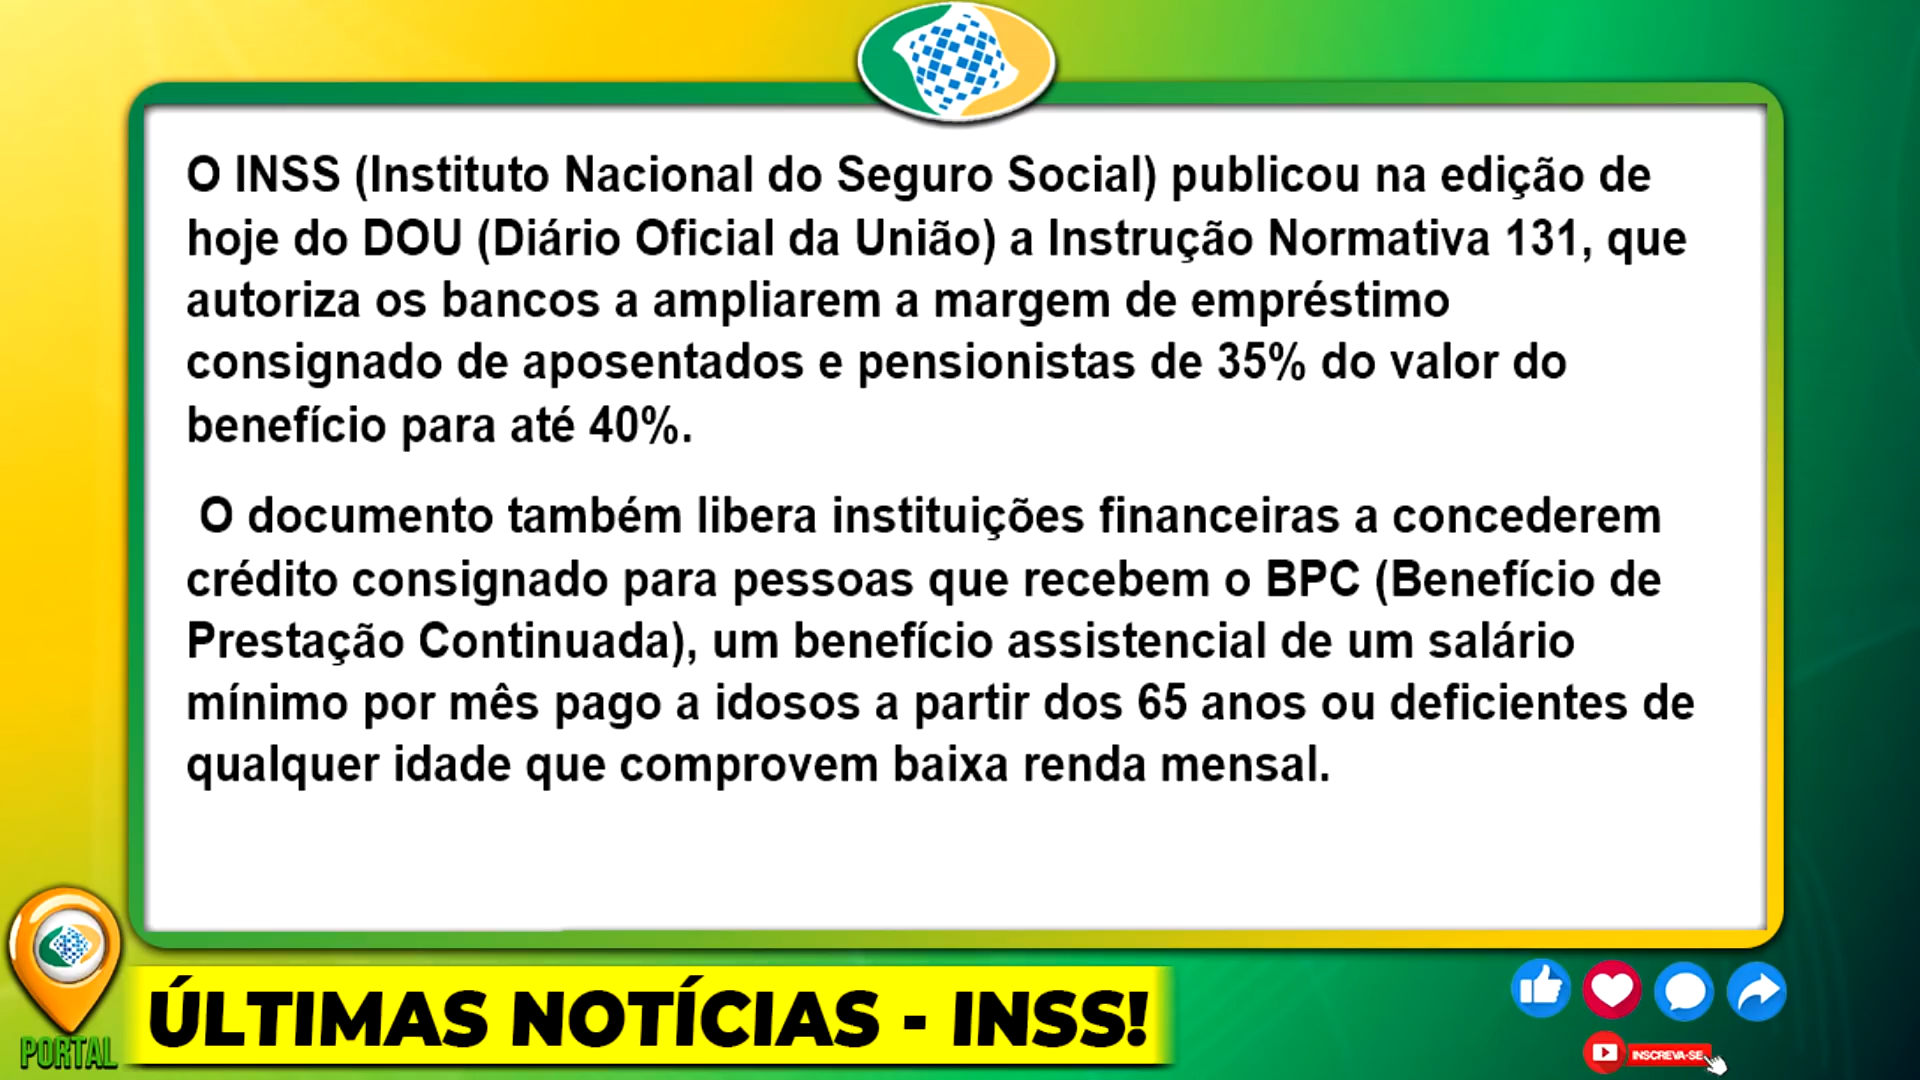 O INSS (Instituto Nacional do Seguro Social) publicou na edição de
hoje do DOU (Diário Oficial da União) a Instrução Normativa 131, que
autoriza os bancos a ampliarem a margem de empréstimo
consignado de aposentados e pensionistas de 35% do valor do
benefício para até 40%.
O documento também libera instituições financeiras a concederem
crédito consignado para pessoas que recebem o BPC (Benefício de
Prestação Continuada), um benefício assistencial de um salário
mínimo por mês pago a idosos a partir dos 65 anos ou deficientes de
qualquer idade que comprovem baixa renda mensal.
ÚLTIMAS NOTÍCIAS - INSS!
PORTAL
INSCREVA-SE